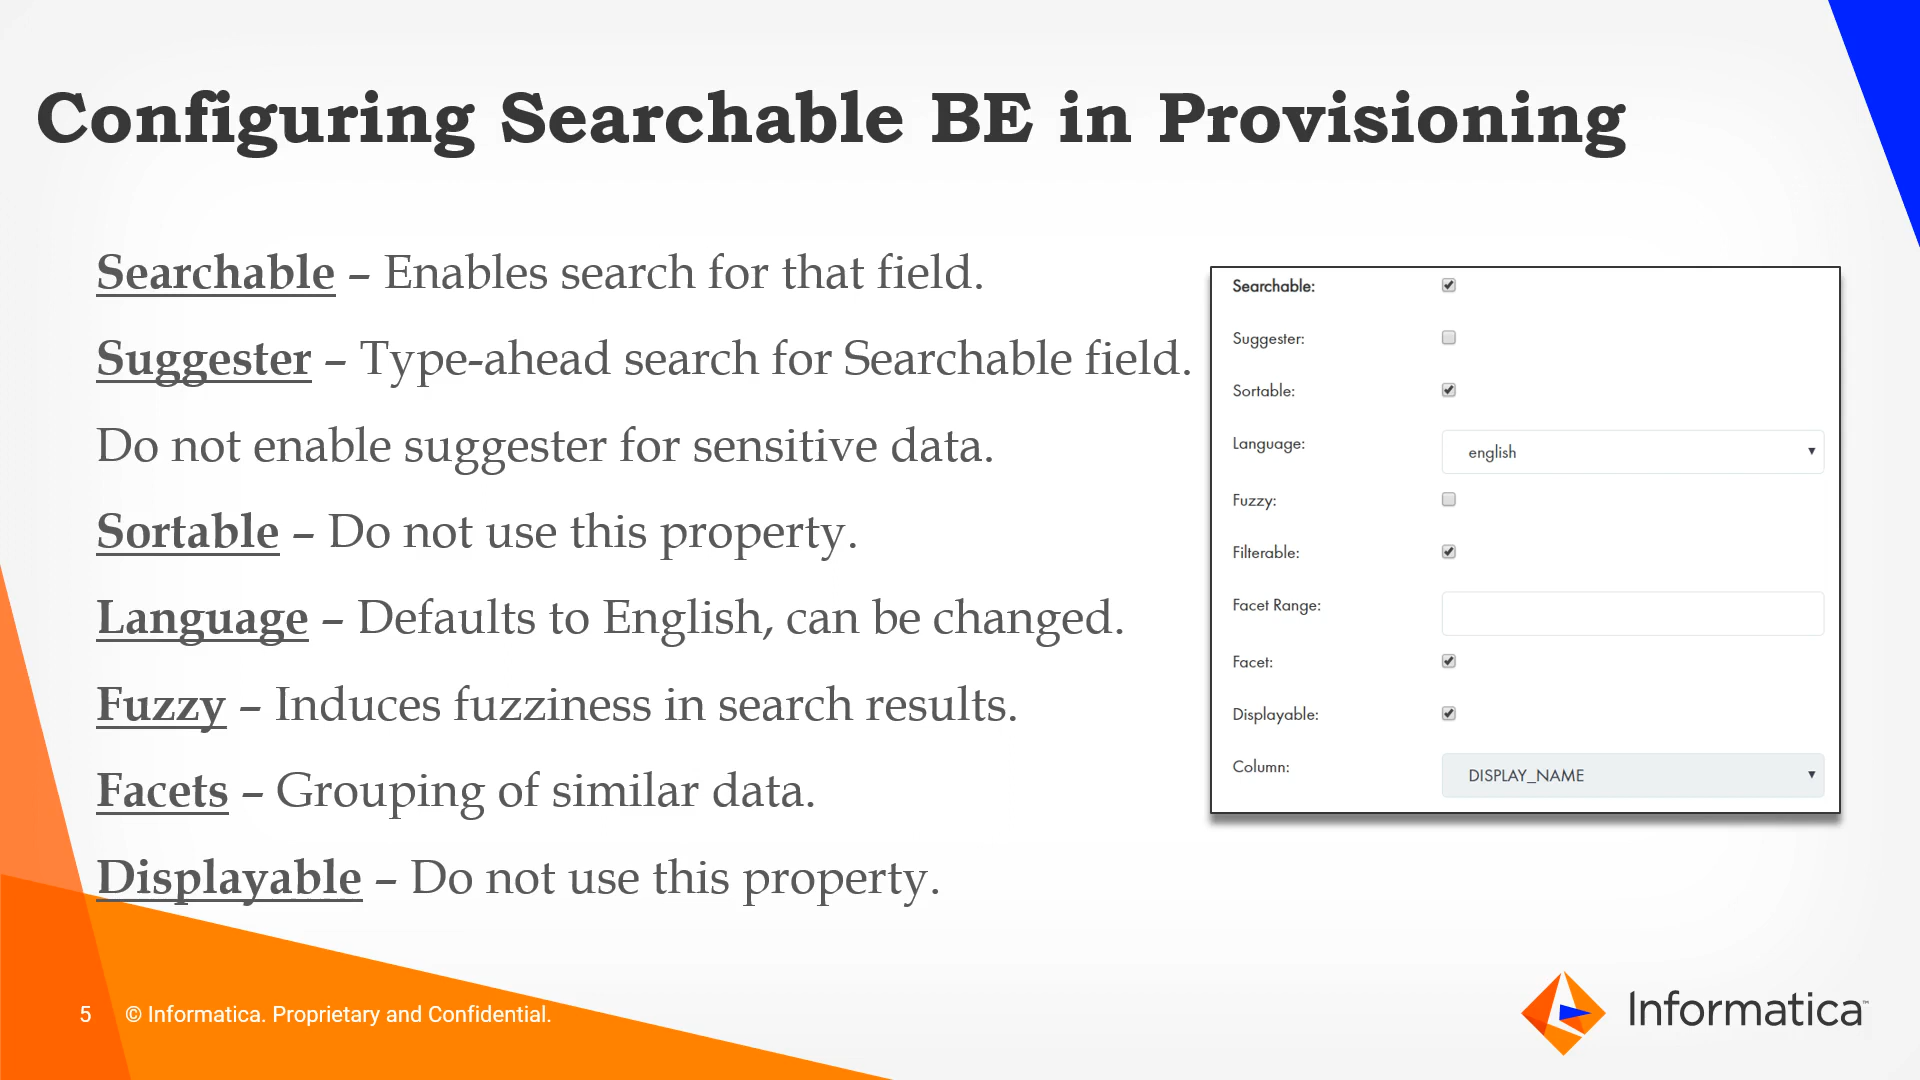 Configuring Searchable BE in Provisioning
Searchable – Enables search for that field.
Suggester – Type-ahead search for Searchable field.
Do not enable suggester for sensitive data.
Sortable – Do not use this property.
Language – Defaults to English, can be changed.
Fuzzy – Induces fuzziness in search results.
Facets – Grouping of similar data.
Displayable – Do not use this property.
Searchable:
Suggester:
Sortable:
Language: english
Fuzzy:
Filterable:
Facet Range:
Facet:
Displayable:
Column: DISPLAY_NAME
5 © Informatica. Proprietary and Confidential.
Informatica™